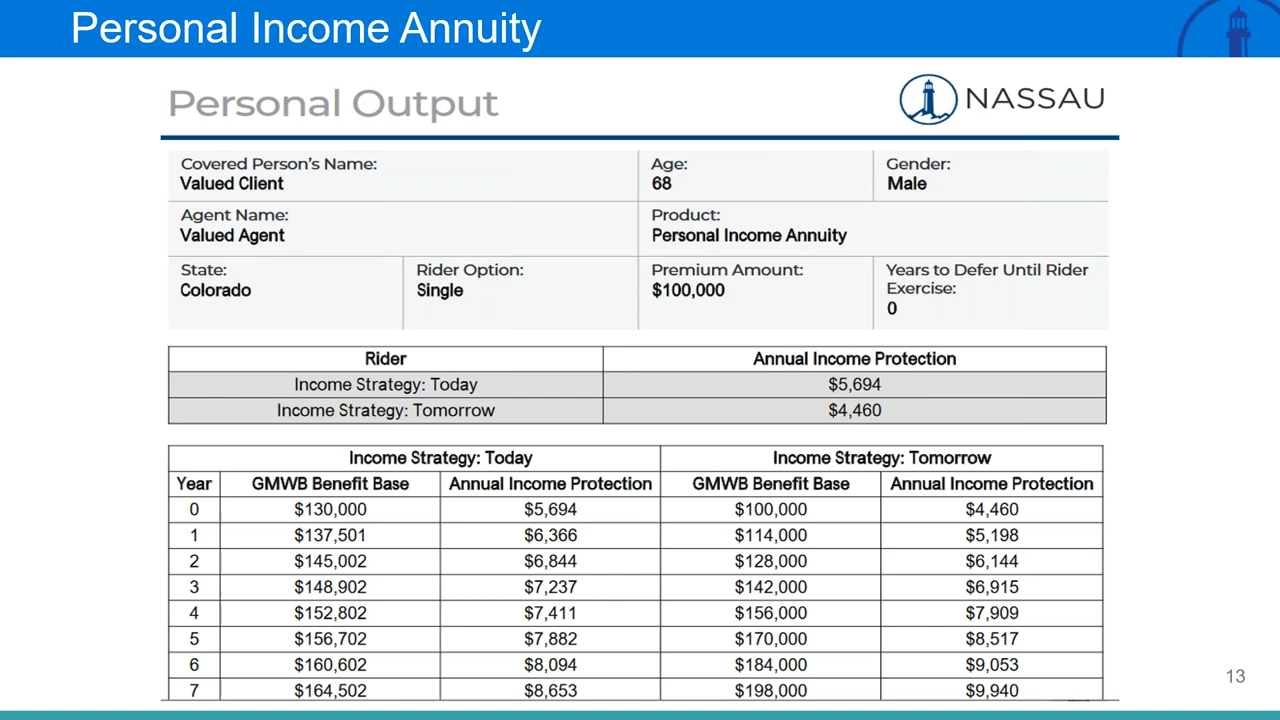 Personal Income Annuity
Personal Output
NASSAU
Covered Person's Name:
Valued Client
Age:
68
Gender:
Male
Agent Name:
Valued Agent
Product:
Personal Income Annuity
State:
Colorado
Rider Option:
Single
Premium Amount:
$100,000
Years to Defer Until Rider
Exercise:
0
Rider Annual Income Protection
Income Strategy: Today $5,694
Income Strategy: Tomorrow $4,460
Income Strategy: Today Income Strategy: Tomorrow
Year GMWB Benefit Base Annual Income Protection GMWB Benefit Base Annual Income Protection
0 $130,000 $5,694 $100,000 $4,460
1 $137,501 $6,366 $114,000 $5,198
2 $145,002 $6,844 $128,000 $6,144
3 $148,902 $7,237 $142,000 $6,915
4 $152,802 $7,411 $156,000 $7,909
5 $156,702 $7,882 $170,000 $8,517
6 $160,602 $8,094 $184,000 $9,053
7 $164,502 $8,653 $198,000 $9,940
13